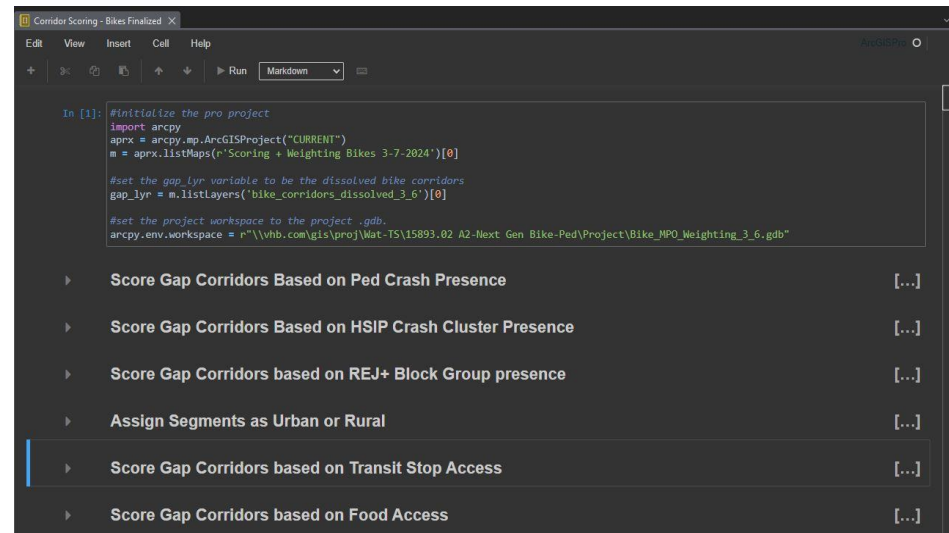 Corridor Scoring - Bikes Finalized ×
Edit View Insert Cell Help ArcGISPro
Run Markdown
In [1]: #initialize the pro project
import arcpy
aprx = arcpy.mp.ArcGISProject("CURRENT")
m = aprx.listMaps(r'Scoring + Weighting Bikes 3-7-2024')[0]
#set the gap_lyr variable to be the dissolved bike corridors
gap_lyr = m.listLayers('bike_corridors_dissolved_3_6')[0]
#set the project workspace to the project .gdb.
arcpy.env.workspace = r"\\vhb.com\gis\proj\Wat-TS\15893.02 A2-Next Gen Bike-Ped\Project\Bike_MPO_Weighting_3_6.gdb"
Score Gap Corridors Based on Ped Crash Presence [...]
Score Gap Corridors Based on HSIP Crash Cluster Presence [...]
Score Gap Corridors based on REJ+ Block Group presence [...]
Assign Segments as Urban or Rural [...]
Score Gap Corridors based on Transit Stop Access [...]
Score Gap Corridors based on Food Access [...]